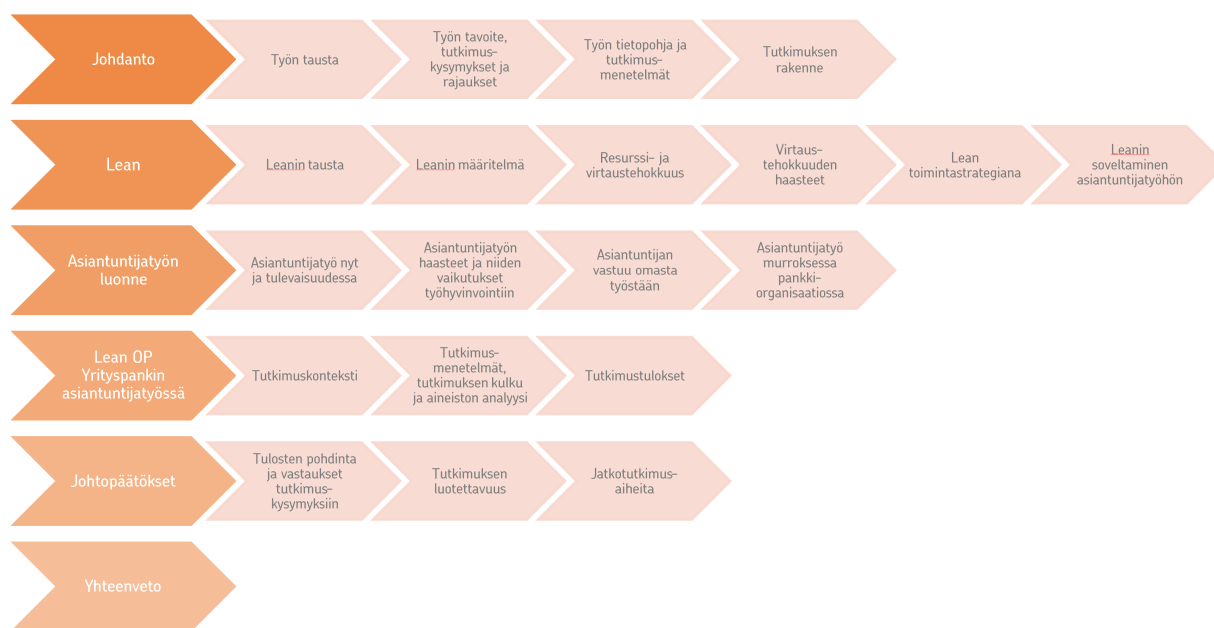 Johdanto
Työn tausta
Työn tavoite,
tutkimus-
kysymykset ja
rajaukset
Työn tietopohja ja
tutkimus-
menetelmät
Tutkimuksen
rakenne
Lean
Leanin tausta
Leanin määritelmä
Resurssi- ja
virtaustehokkuus
Virtaus-
tehokkuuden
haasteet
Lean
toimintastrategiana
Leanin
soveltaminen
asiantuntijatyöhön
Asiantuntijatyön
luonne
Asiantuntijatyö nyt
ja tulevaisuudessa
Asiantuntijatyön
haasteet ja niiden
vaikutukset
työhyvinvointiin
Asiantuntijan
vastuu omasta
työstään
Asiantuntijatyö
murroksessa
pankki-
organisaatiossa
Lean OP
Yrityspankin
asiantuntijatyössä
Tutkimuskonteksti
Tutkimus-
menetelmät,
tutkimuksen kulku
ja aineiston analyysi
Tutkimustulokset
Johtopäätökset
Tulosten pohdinta
ja vastaukset
tutkimus-
kysymyksiin
Tutkimuksen
luotettavuus
Jatkotutkimus-
aiheita
Yhteenveto